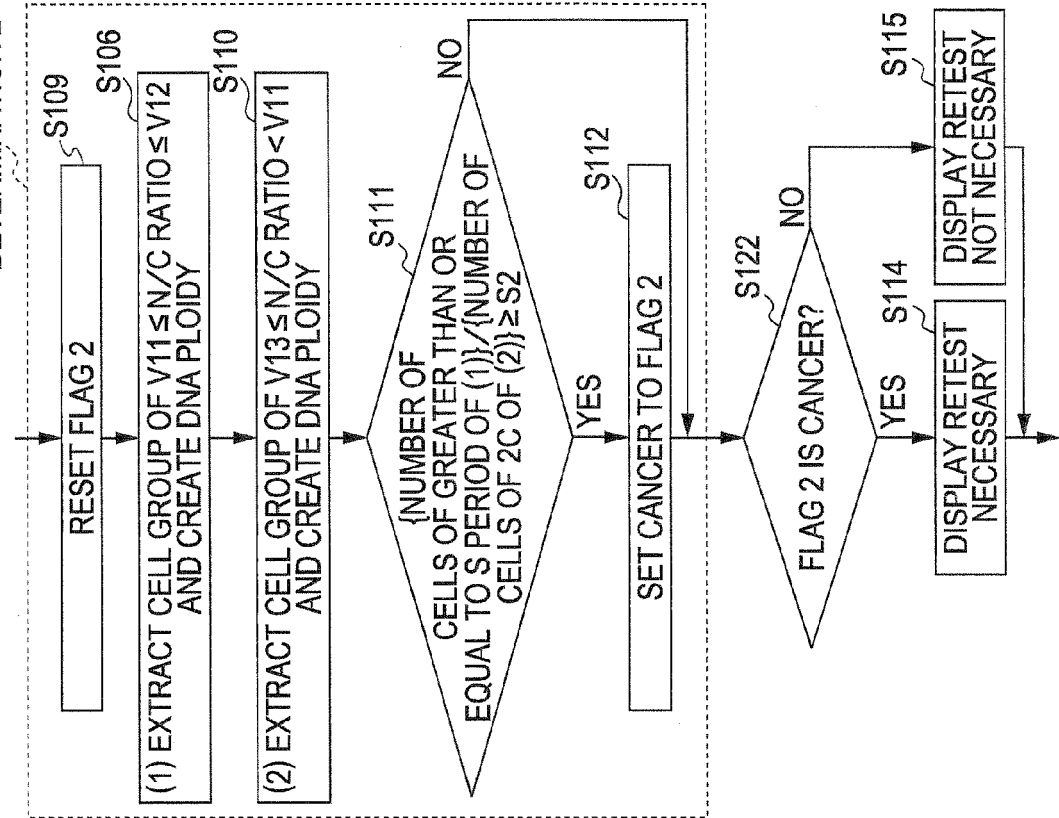 RESET FLAG 2
S109
(1) EXTRACT CELL GROUP OF V11 ≤ N/C RATIO ≤ V12
AND CREATE DNA PLOIDY
S106
(2) EXTRACT CELL GROUP OF V13 ≤ N/C RATIO < V11
AND CREATE DNA PLOIDY
S110
{NUMBER OF
CELLS OF GREATER THAN OR
EQUAL TO S PERIOD OF (1)}/{NUMBER OF
CELLS OF 2C OF (2)} ≥ S2
S111
NO
YES
SET CANCER TO FLAG 2
S112
FLAG 2 IS CANCER?
S122
NO
YES
DISPLAY RETEST
NECESSARY
S114
DISPLAY RETEST
NOT NECESSARY
S115